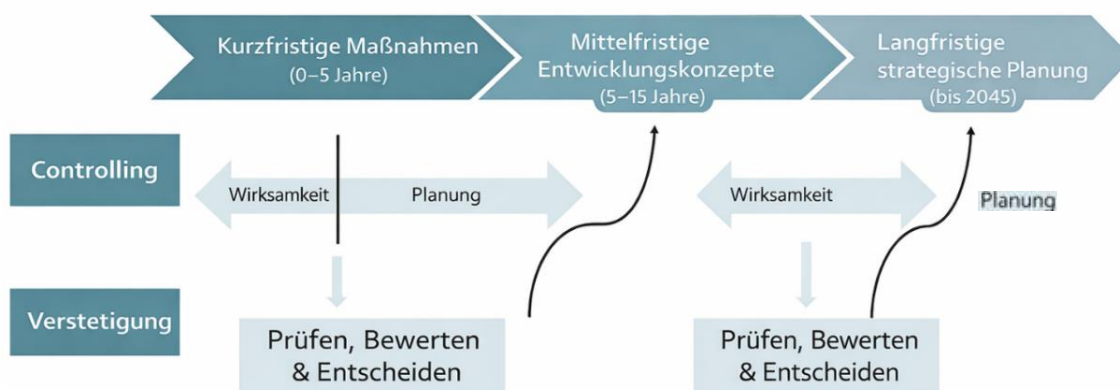 Kurzfristige Maßnahmen
(0–5 Jahre)
Mittelfristige
Entwicklungskonzepte
(5–15 Jahre)
Langfristige
strategische Planung
(bis 2045)
Controlling
Wirksamkeit
Planung
Wirksamkeit
Planung
Verstetigung
Prüfen, Bewerten
& Entscheiden
Prüfen, Bewerten
& Entscheiden